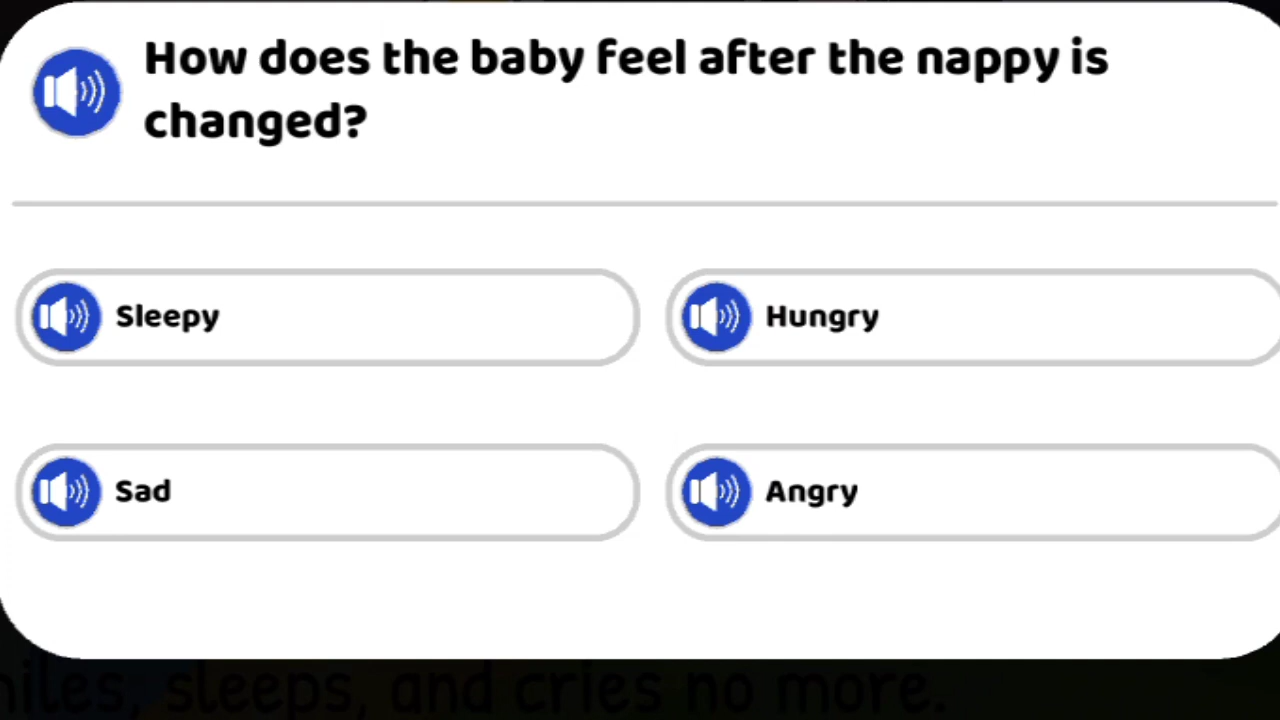 How does the baby feel after the nappy is
changed?
Sleepy
Hungry
Sad
Angry
sleeps, and cries no more.